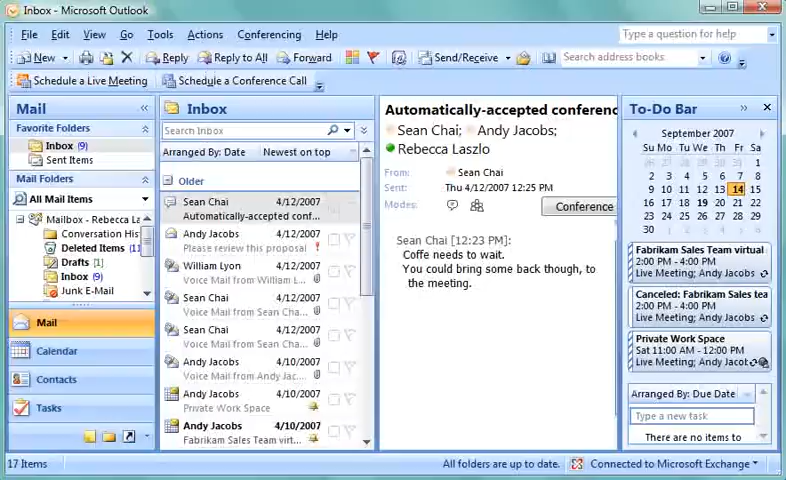 Inbox - Microsoft Outlook
File Edit View Go Tools Actions Conferencing Help
Type a question for help
New Reply Reply to All Forward Send/Receive Search address books
Schedule a Live Meeting Schedule a Conference Call
Mail
Favorite Folders
Inbox (9)
Sent Items
Mail Folders
All Mail Items
Mailbox - Rebecca La
Conversation His
Deleted Items (11
Drafts (1)
Inbox (9)
Junk E-Mail
Mail
Calendar
Contacts
Tasks
Inbox
Search Inbox
Arranged By: Date Newest on top
Older
Sean Chai 4/12/2007
Automatically-accepted conf...
Andy Jacobs 4/12/2007
Please review this proposal
William Lyon 4/12/2007
Voice Mail from William L...
Sean Chai 4/12/2007
Voice Mail from Sean Cha...
Sean Chai 4/12/2007
Voice Mail from Sean Cha...
Andy Jacobs 4/10/2007
Voice Mail from Andy Jac...
Andy Jacobs 4/10/2007
Private Work Space
Andy Jacobs 4/10/2007
Fabrikam Sales Team virt...
Automatically-accepted conferenc
Sean Chai; Andy Jacobs;
Rebecca Laszlo
From: Sean Chai
Sent: Thu 4/12/2007 12:25 PM
Modes:
Conference
Sean Chai [12:23 PM]:
Coffe needs to wait.
You could bring some back though, to
the meeting.
To-Do Bar
September 2007
Su Mo Tu We Th Fr Sa
26 27 28 29 30 31 1
2 3 4 5 6 7 8
9 10 11 12 13 14 15
16 17 18 19 20 21 22
23 24 25 26 27 28 29
30 1 2 3 4 5 6
Fabrikam Sales Team virtual
2:00 PM - 4:00 PM
Live Meeting; Andy Jacobs
Canceled: Fabrikam Sales tea
2:00 PM - 4:00 PM
Live Meeting; Andy Jacobs
Private Work Space
Sat 11:00 AM - 12:00 PM
Live Meeting; Andy Jacob
Arranged By: Due Date
Type a new task
There are no items to
17 Items
All folders are up to date.
Connected to Microsoft Exchange